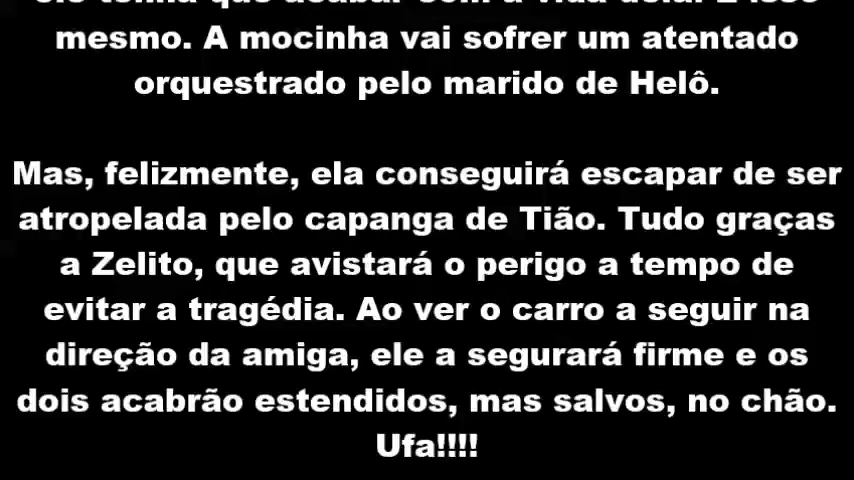 mesmo. A mocinha vai sofrer um atentado
orquestrado pelo marido de Helô.
Mas, felizmente, ela conseguirá escapar de ser
atropelada pelo capanga de Tião. Tudo graças
a Zelito, que avistará o perigo a tempo de
evitar a tragédia. Ao ver o carro a seguir na
direção da amiga, ele a segurará firme e os
dois acabrão estendidos, mas salvos, no chão.
Ufa!!!!